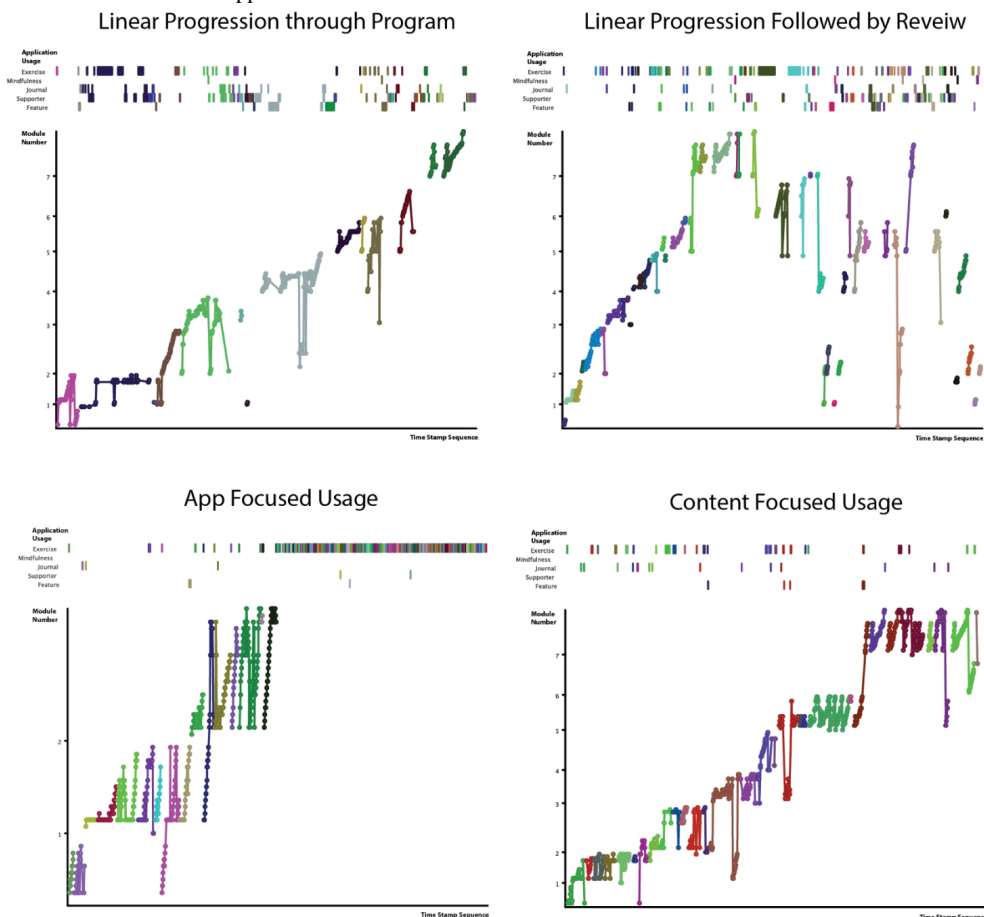 Linear Progression through Program
Application
Usage
Exercise
Mindfulness
Journal
Supporter
Feature
Module
Number
7
6
5
4
3
2
1
Time Stamp Sequence
Linear Progression Followed by Reveiw
Application
Usage
Exercise
Mindfulness
Journal
Supporter
Feature
Module
Number
7
6
5
4
3
2
1
Time Stamp Sequence
App Focused Usage
Application
Usage
Exercise
Mindfulness
Journal
Supporter
Feature
Module
Number
2
1
Time Stamp Sequence
Content Focused Usage
Application
Usage
Exercise
Mindfulness
Journal
Supporter
Feature
Module
Number
7
6
5
4
3
2
1
Time Stamp Sequence